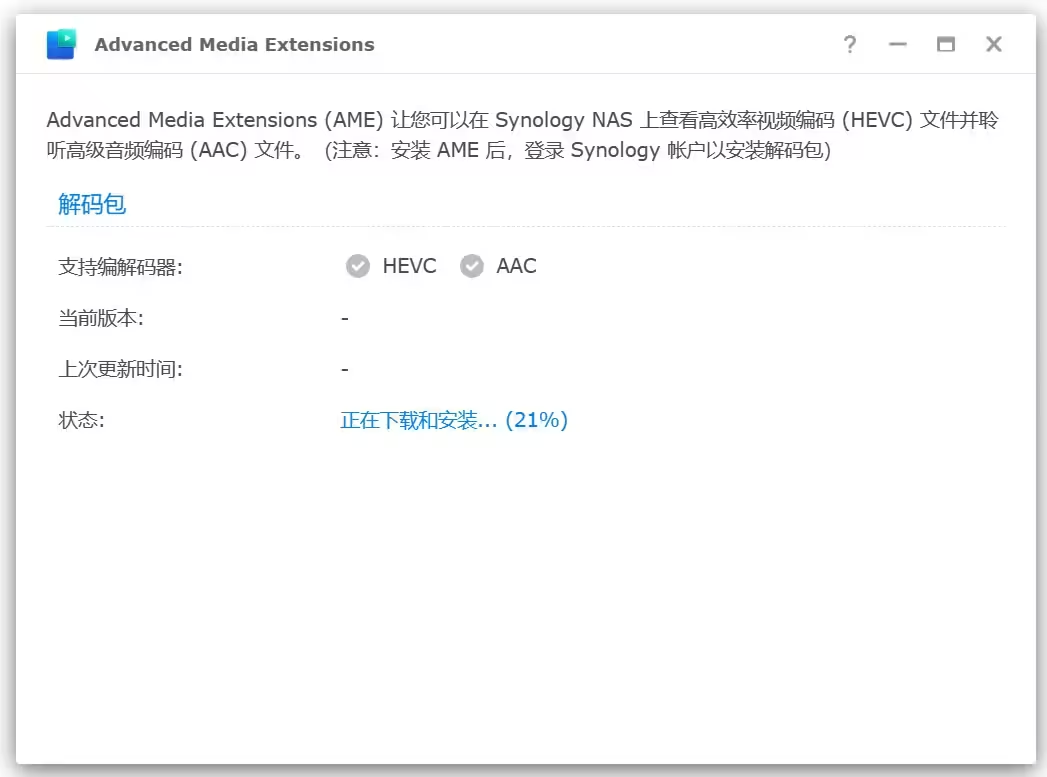 Advanced Media Extensions
Advanced Media Extensions (AME) 让您可以在 Synology NAS 上查看高效率视频编码 (HEVC) 文件并聆
听高级音频编码 (AAC) 文件。 (注意：安装 AME 后，登录 Synology 帐户以安装解码包)
解码包
支持编解码器: HEVC AAC
当前版本: -
上次更新时间: -
状态: 正在下载和安装... (21%)